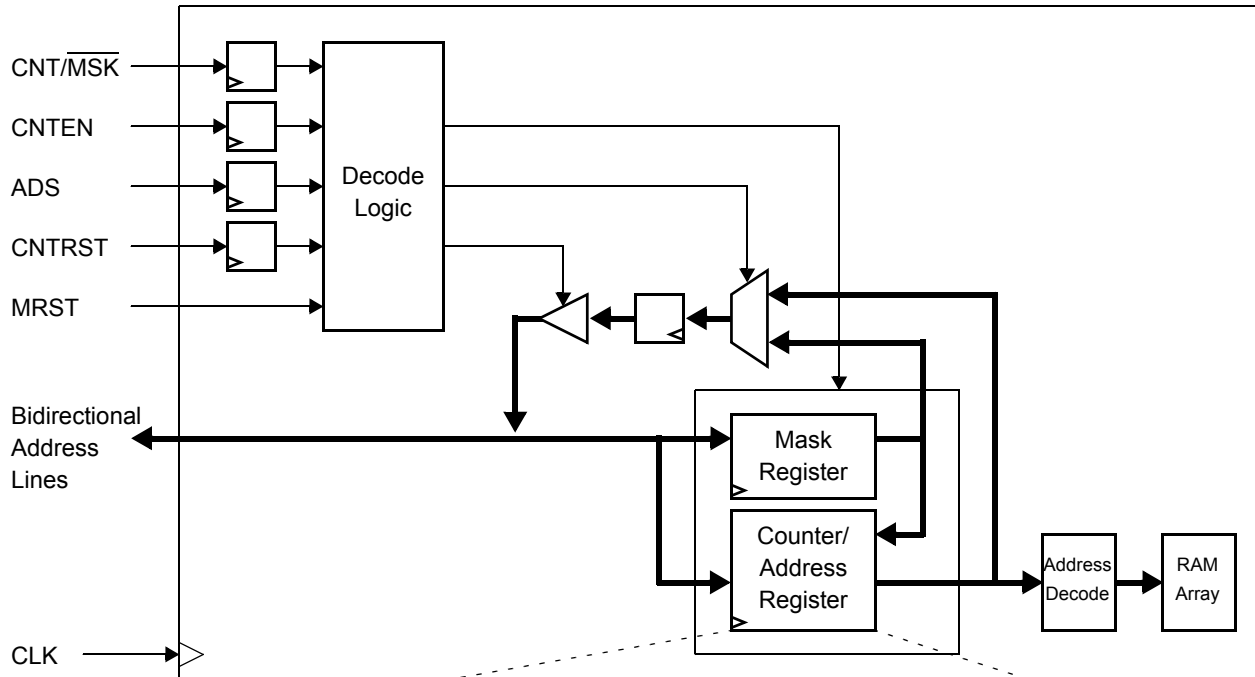 CNT/MSK
CNTEN
ADS
CNTRST
MRST
Decode
Logic
Bidirectional
Address
Lines
Mask
Register
Counter/
Address
Register
Address
Decode
RAM
Array
CLK